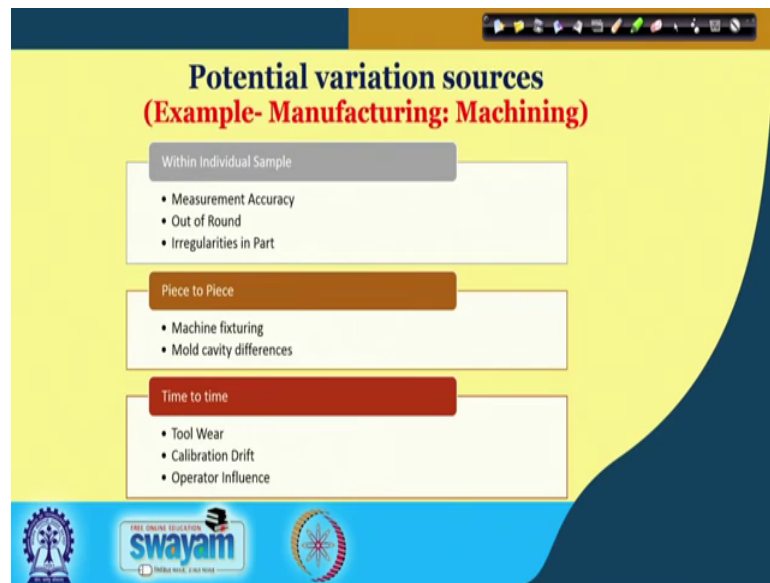 Potential variation sources
(Example- Manufacturing: Machining)
Within Individual Sample
• Measurement Accuracy
• Out of Round
• Irregularities in Part
Piece to Piece
• Machine fixturing
• Mold cavity differences
Time to time
• Tool Wear
• Calibration Drift
• Operator Influence
FREE ONLINE EDUCATION
swayam